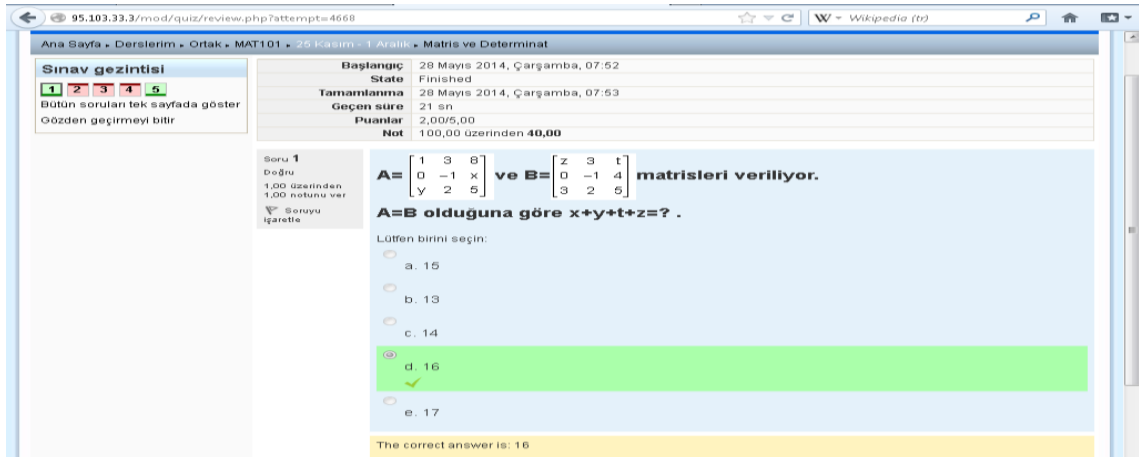 95.103.33.3/mod/quiz/review.php?attempt=4668
W - Wikipedia (tr)
Ana Sayfa ▸ Derslerim ▸ Ortak ▸ MAT101 ▸ 25 Kasım - 1 Aralık ▸ Matris ve Determinat
Sınav gezintisi
1 2 3 4 5
Bütün soruları tek sayfada göster
Gözden geçirmeyi bitir
Başlangıç 28 Mayıs 2014, Çarşamba, 07:52
State Finished
Tamamlanma 28 Mayıs 2014, Çarşamba, 07:53
Geçen süre 21 sn
Puanlar 2,00/5,00
Not 100,00 üzerinden 40,00
Soru 1
Doğru
1,00 üzerinden
1,00 notunu ver
Soruyu
işaretle
A= [1 3 8; 0 -1 x; y 2 5] ve B= [z 3 t; 0 -1 4; 3 2 5] matrisleri veriliyor.
A=B olduğuna göre x+y+t+z=? .
Lütfen birini seçin:
a. 15
b. 13
c. 14
d. 16
e. 17
The correct answer is: 16